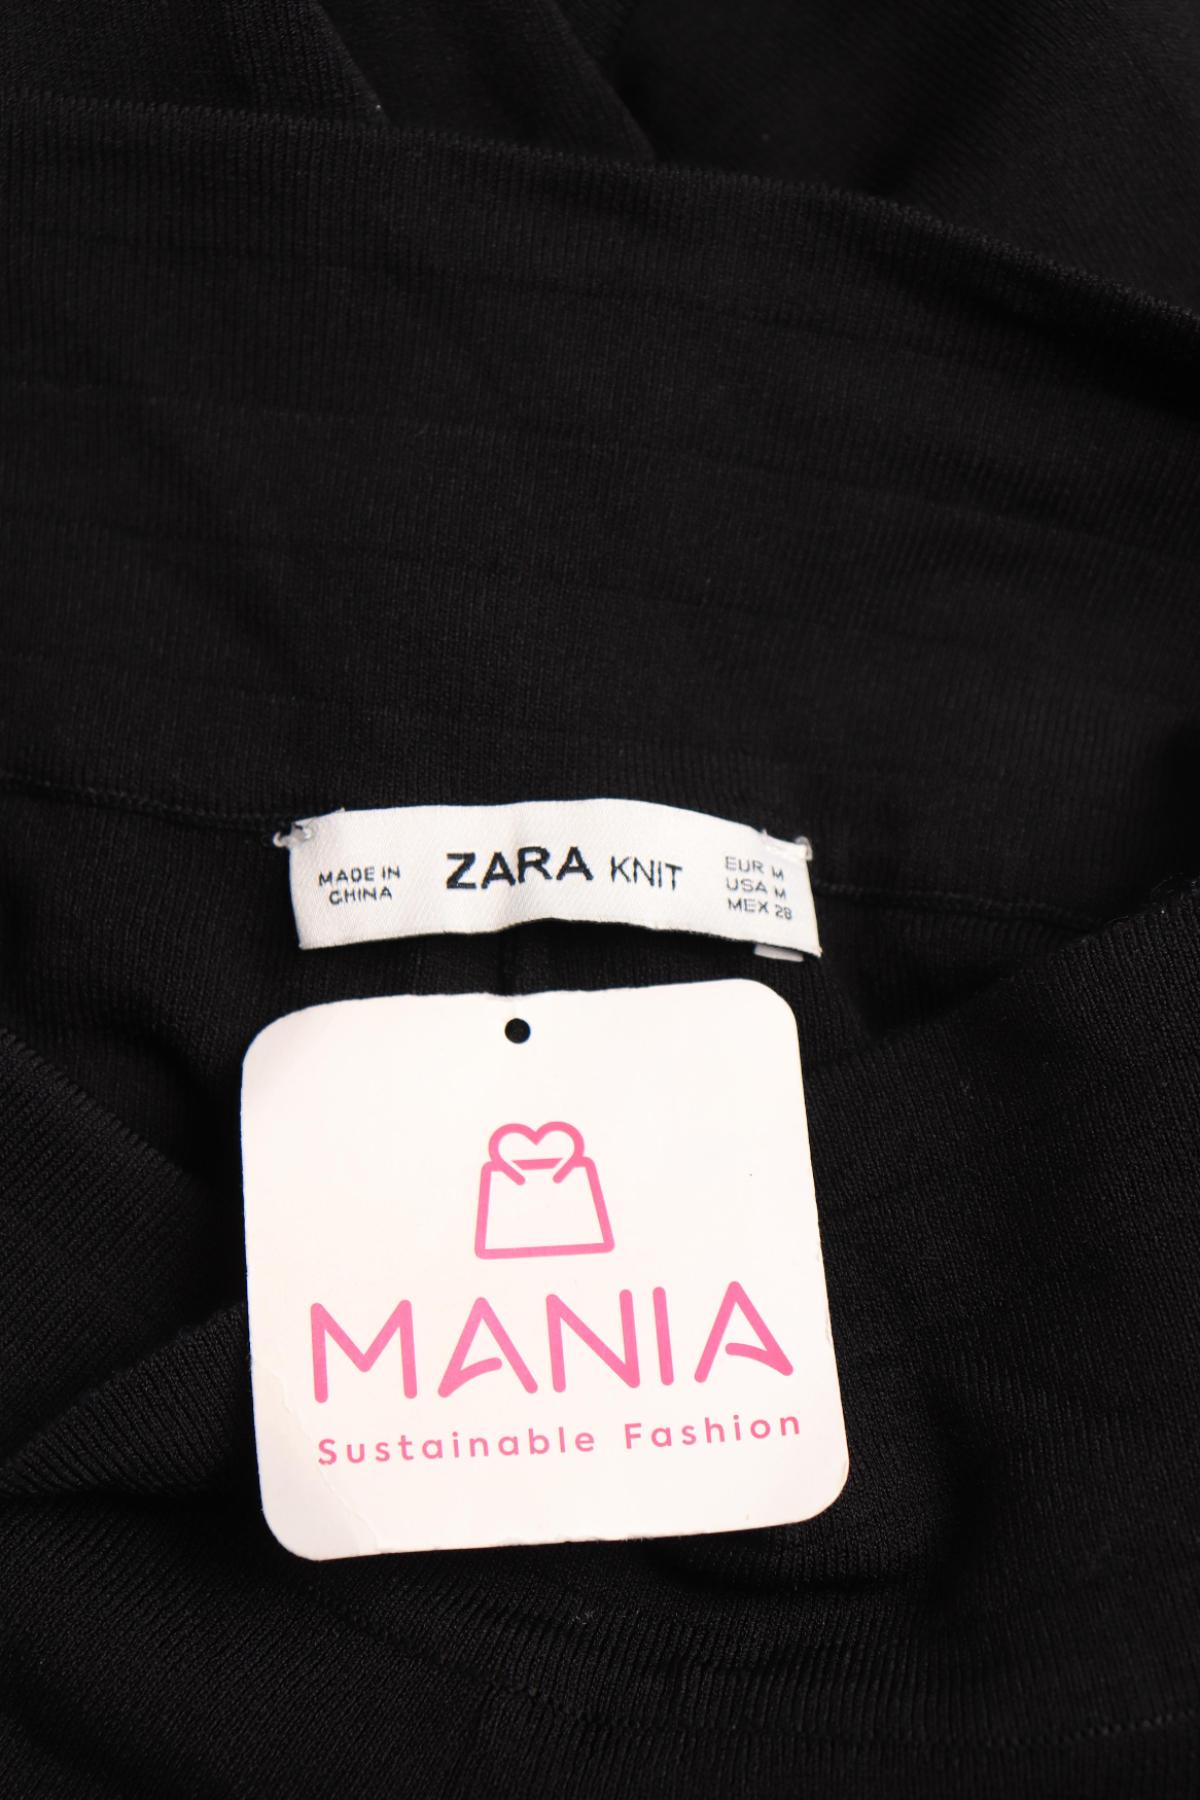 MADE IN
CHINA
ZARA KNIT
EUR M
USA M
MEX 28
MANIA
Sustainable Fashion